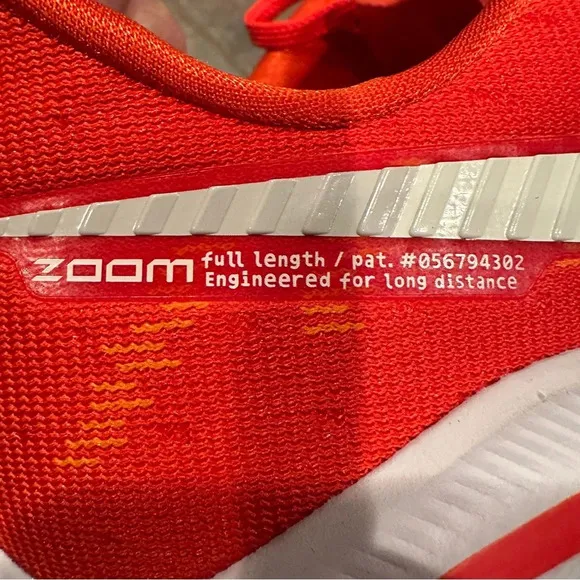 ZOOM full length / pat. #056794302
Engineered for long distance